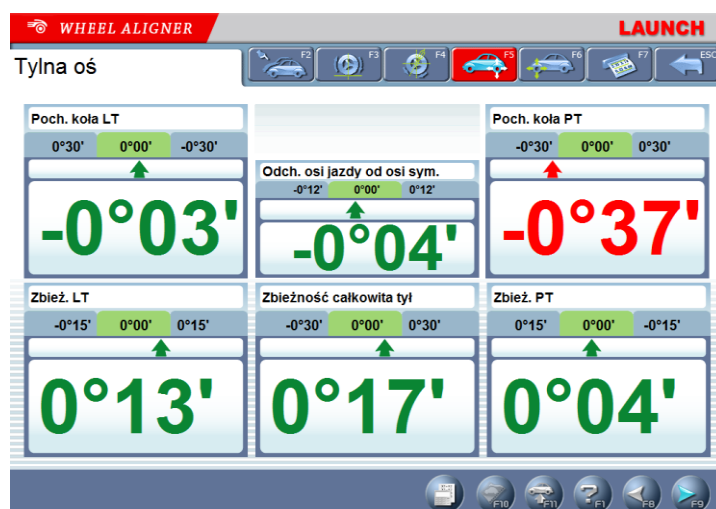 WHEEL ALIGNER
LAUNCH
Tylna oś
F2
F3
F4
F5
F6
F7
ESC
Poch. koła LT
0°30' 0°00' -0°30'
-0°03'
Odch. osi jazdy od osi sym.
-0°12' 0°00' 0°12'
-0°04'
Poch. koła PT
-0°30' 0°00' 0°30'
-0°37'
Zbież. LT
-0°15' 0°00' 0°15'
0°13'
Zbieżność całkowita tył
-0°30' 0°00' 0°30'
0°17'
Zbież. PT
0°15' 0°00' -0°15'
0°04'
F10
F11
?
F1
F8
F9